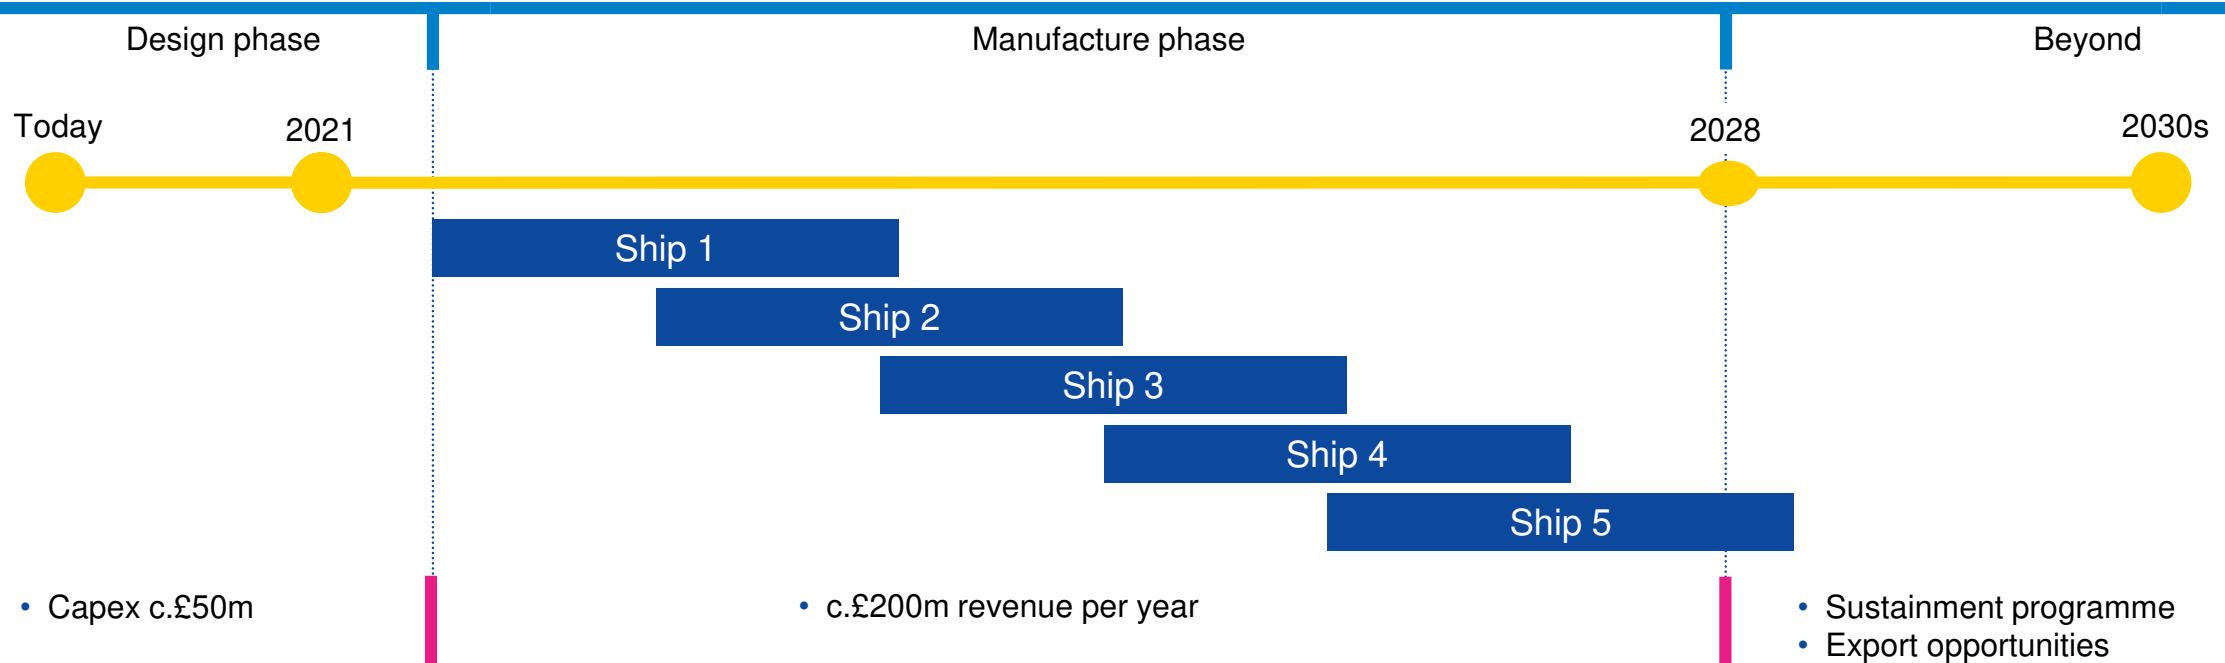 Design phase
Manufacture phase
Beyond
Today
2021
2028
2030s
Ship 1
Ship 2
Ship 3
Ship 4
Ship 5
• Capex c.£50m
• c.£200m revenue per year
• Sustainment programme
• Export opportunities